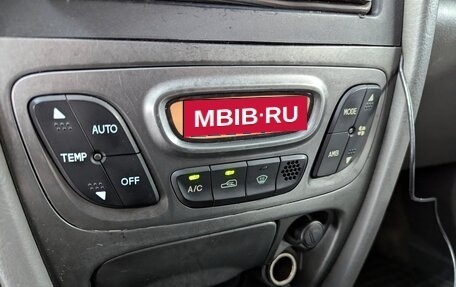 MBIB·RU
MODE
AUTO
TEMP
AMB
OFF
A/C